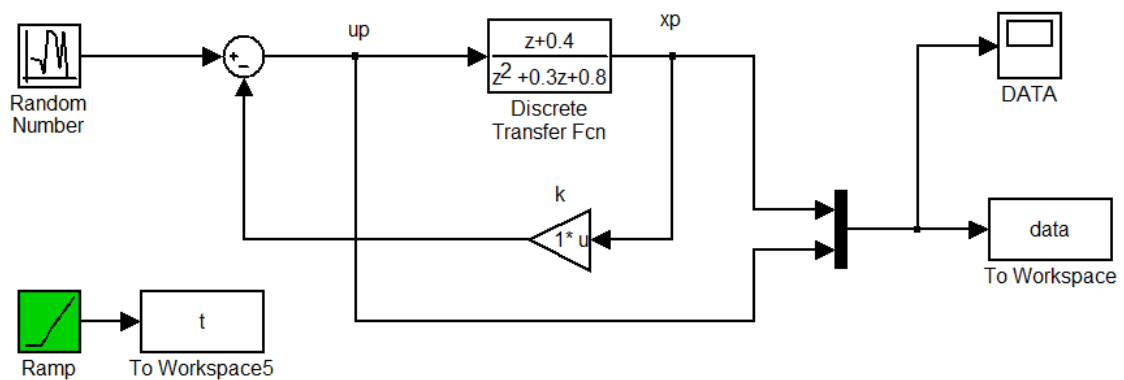 Random
Number
+
−
up
z+0.4
z² +0.3z+0.8
Discrete
Transfer Fcn
xp
DATA
k
1* u
data
To Workspace
Ramp
t
To Workspace5